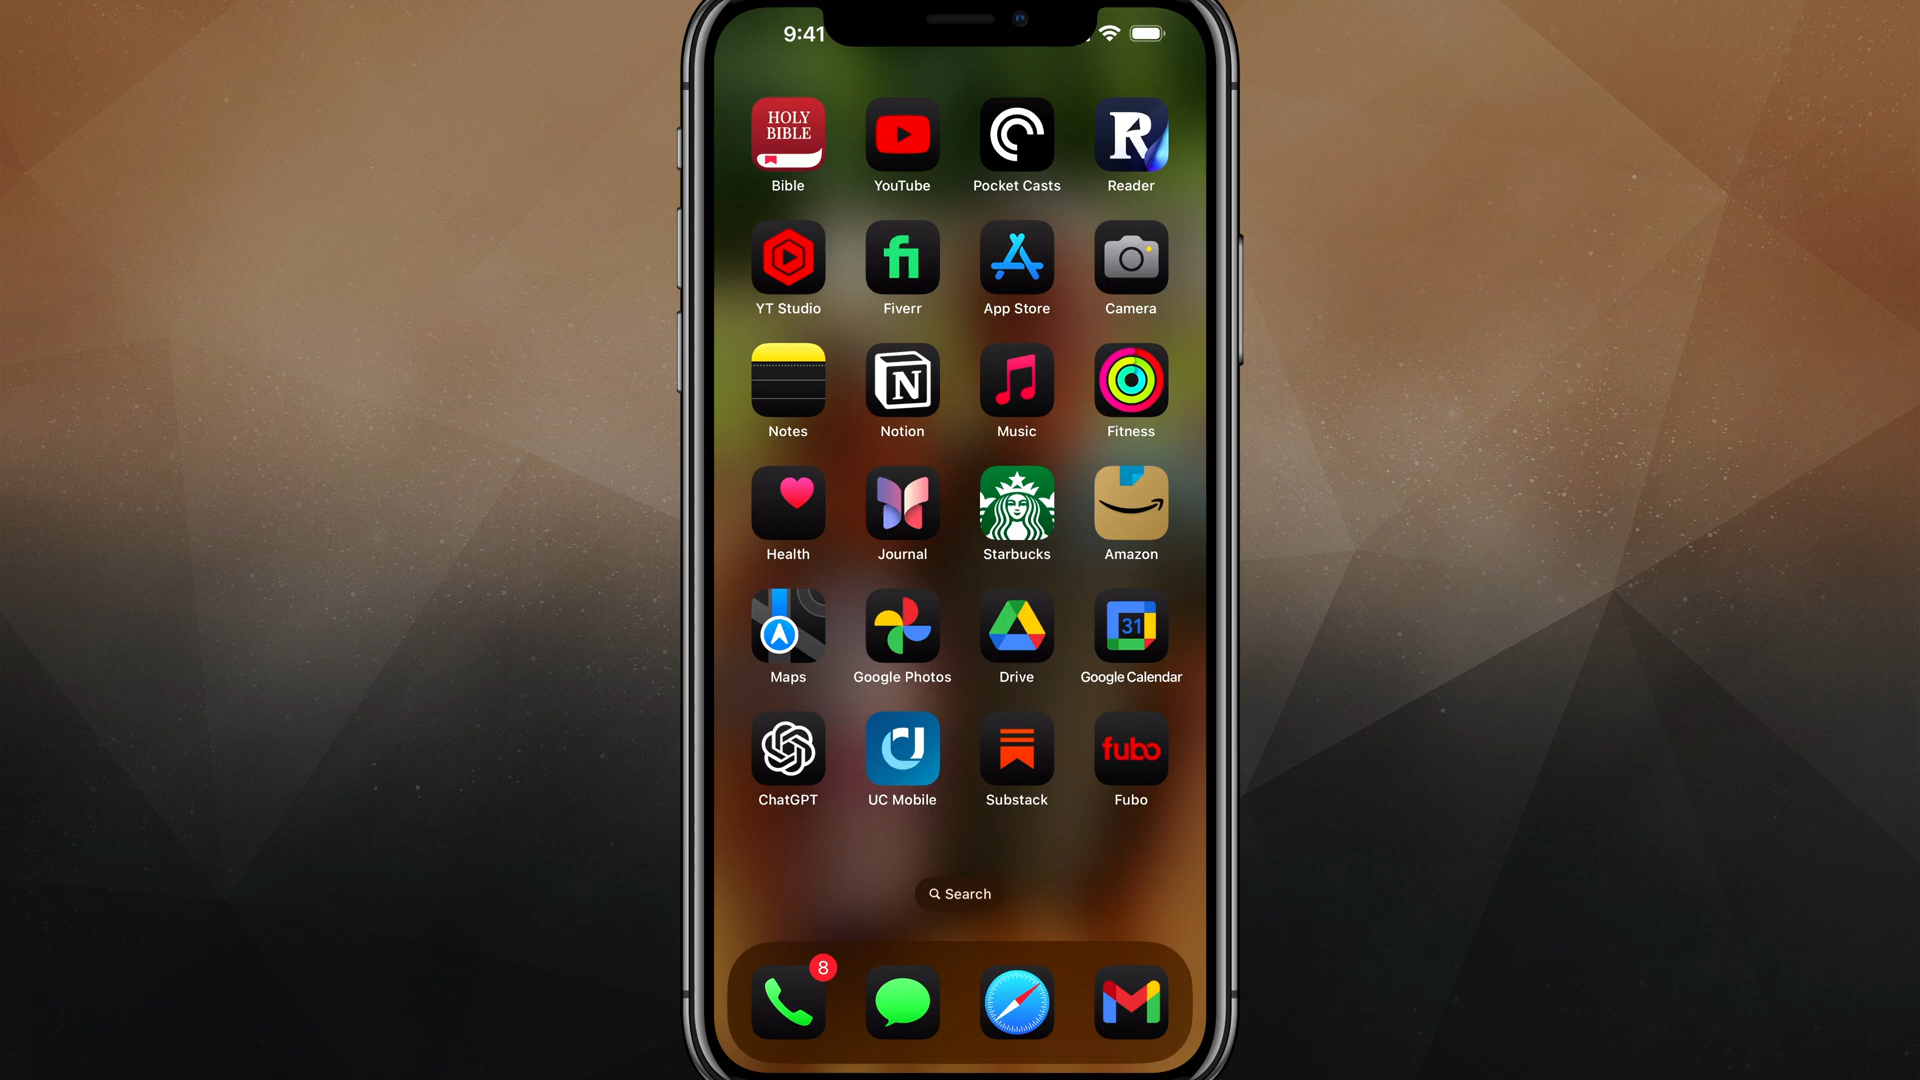 9:41
HOLY
BIBLE
Bible
YouTube
Pocket Casts
R
Reader
YT Studio
fi
Fiverr
App Store
Camera
Notes
N
Notion
Music
Fitness
Health
Journal
Starbucks
Amazon
Maps
Google Photos
Drive
31
Google Calendar
ChatGPT
UC Mobile
Substack
fubo
Fubo
Search
8